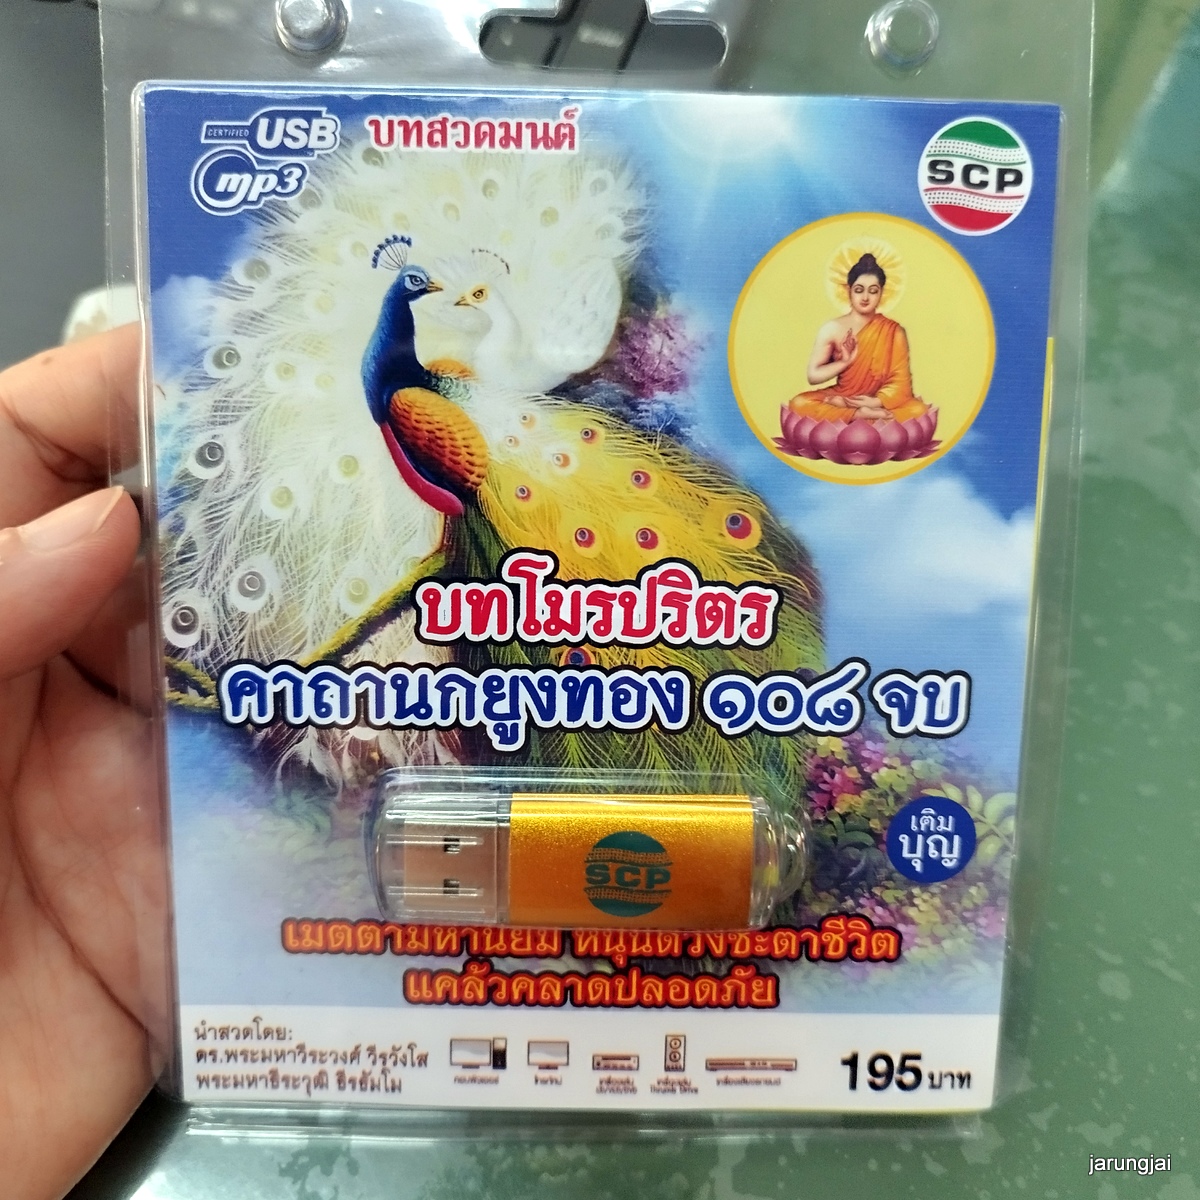 CERTIFIED USB
mp3
บทสวดมนต์
SCP
บทโมรปริตร
คาถานกยูงทอง ๑๐๘ จบ
เติม
บุญ
SCP
เมตตามหานิยม หนุนดวงชะตาชีวิต
แคล้วคลาดปลอดภัย
นำสวดโดย:
ดร.พระมหาวีระวงศ์ วีรวังโส
พระมหาธีระวุฒิ ธีรธัมโม
195 บาท
jarungjai